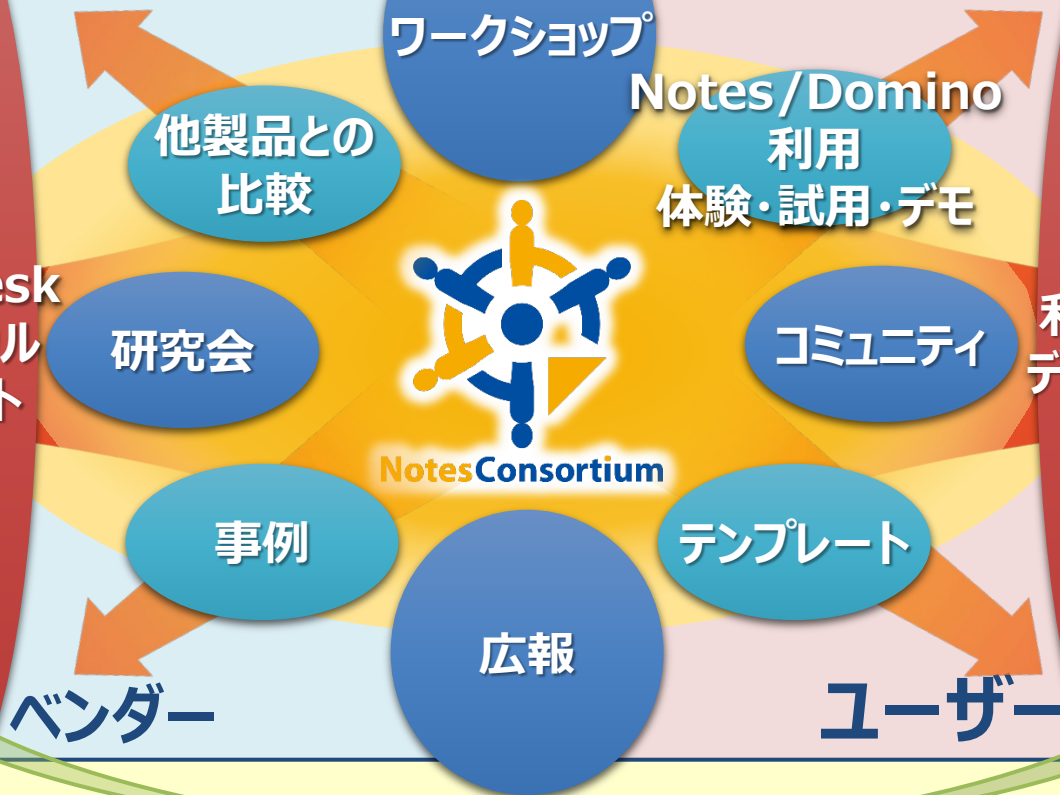 ワークショップ
他製品との
比較
Notes/Domino
利用
体験・試用・デモ
研究会
コミュニティ
NotesConsortium
事例
テンプレート
広報
ベンダー
ユーザー